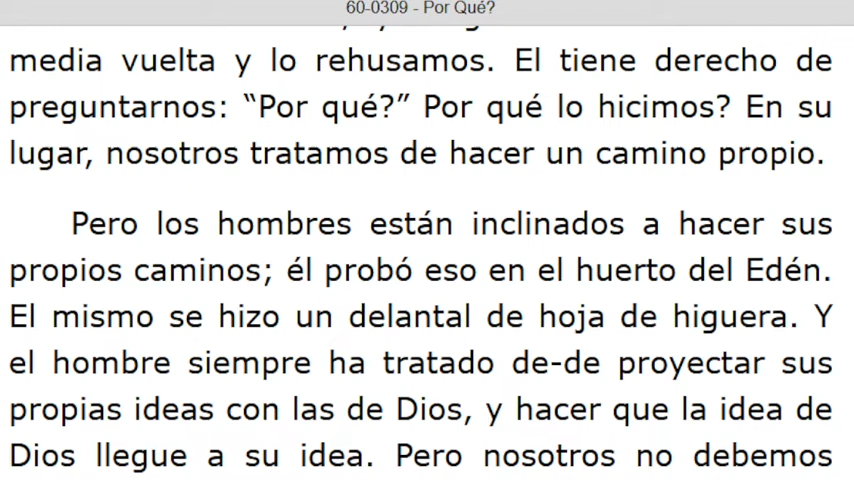 60-0309 - Por Qué?
media vuelta y lo rehusamos. El tiene derecho de
preguntarnos: “Por qué?” Por qué lo hicimos? En su
lugar, nosotros tratamos de hacer un camino propio.
Pero los hombres están inclinados a hacer sus
propios caminos; él probó eso en el huerto del Edén.
El mismo se hizo un delantal de hoja de higuera. Y
el hombre siempre ha tratado de-de proyectar sus
propias ideas con las de Dios, y hacer que la idea de
Dios llegue a su idea. Pero nosotros no debemos